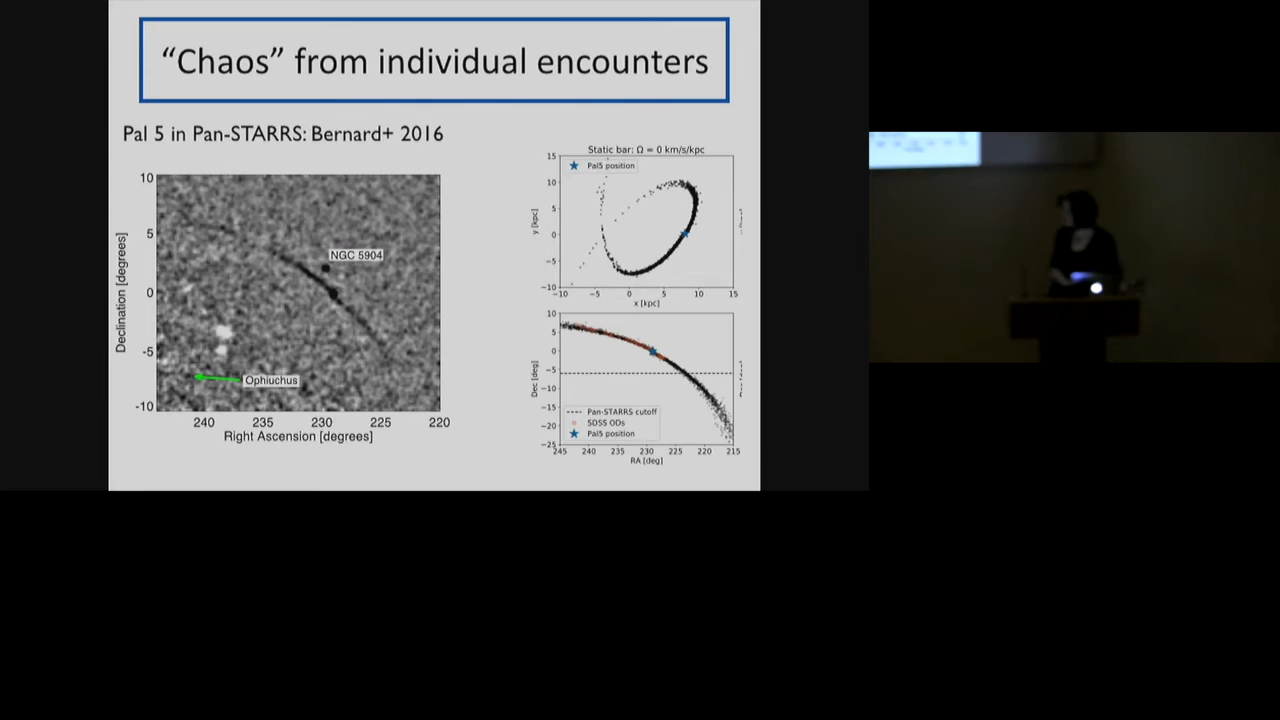 “Chaos” from individual encounters
Pal 5 in Pan-STARRS: Bernard+ 2016
10
5
0
-5
-10
Declination [degrees]
NGC 5904
Ophiuchus
240
235
230
225
220
Right Ascension [degrees]
Static bar: Ω = 0 km/s/kpc
Pal5 position
15
10
5
0
−5
−10
y [kpc]
−10
−5
0
5
10
15
x [kpc]
10
5
0
−5
−10
−15
−20
−25
Dec [deg]
Pan-STARRS cutoff
SDSS ODs
Pal5 position
245
240
235
230
225
220
215
RA [deg]